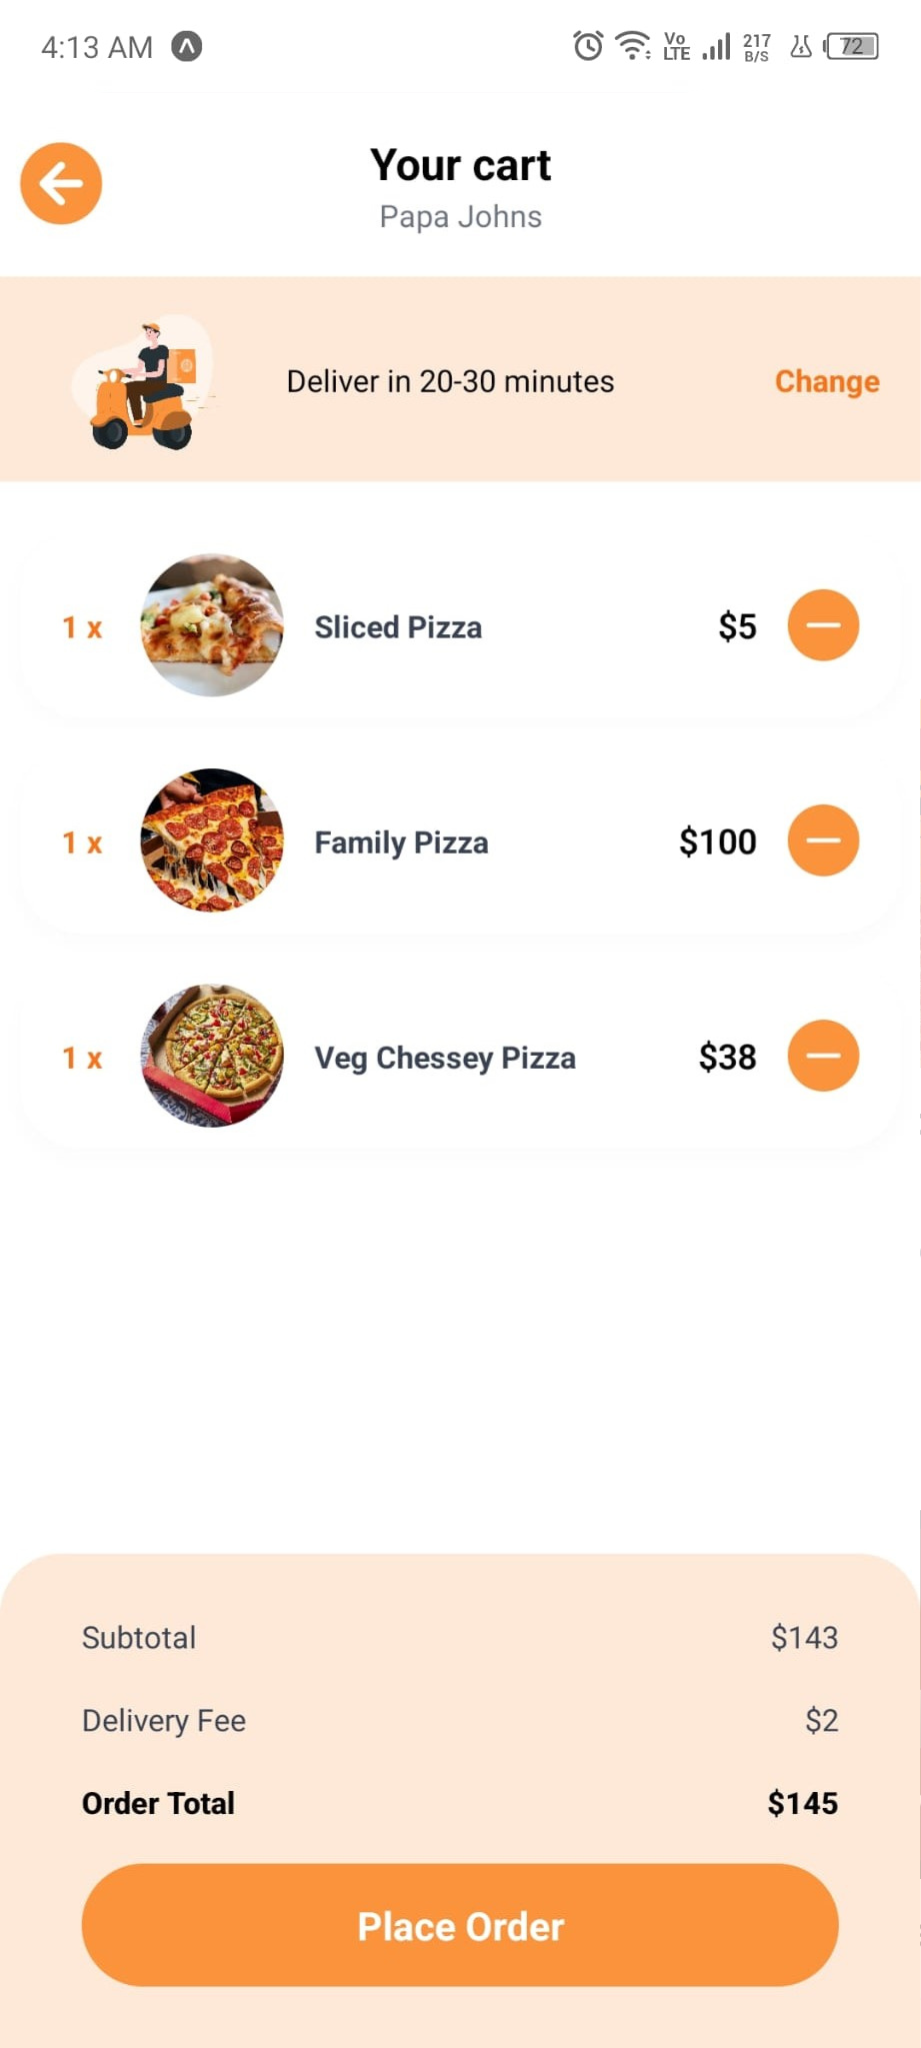 4:13 AM
Vo LTE 217 B/S 72
Your cart
Papa Johns
Deliver in 20-30 minutes Change
1 x Sliced Pizza $5
1 x Family Pizza $100
1 x Veg Chessey Pizza $38
Subtotal $143
Delivery Fee $2
Order Total $145
Place Order